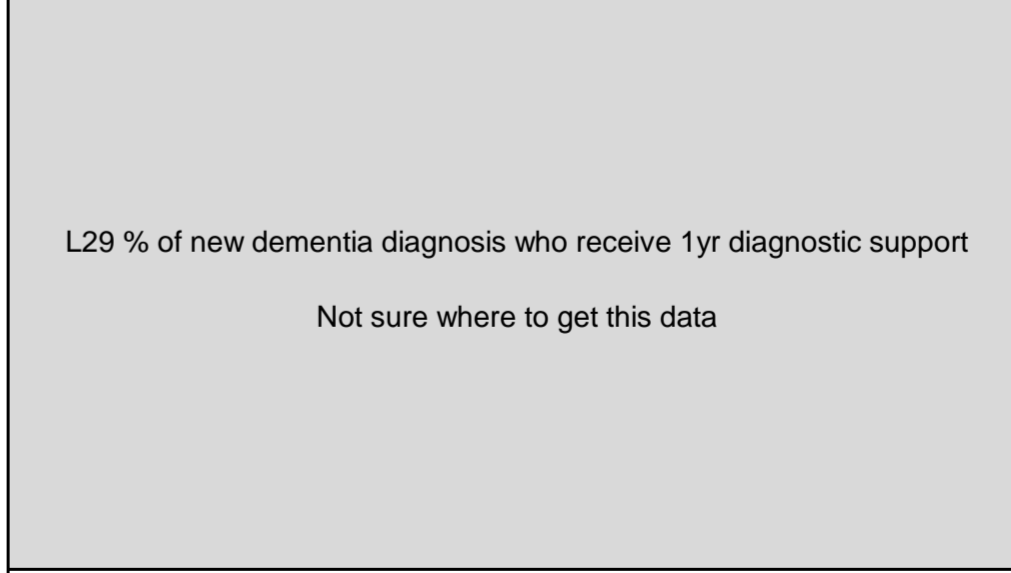 L29 % of new dementia diagnosis who receive 1yr diagnostic support
Not sure where to get this data